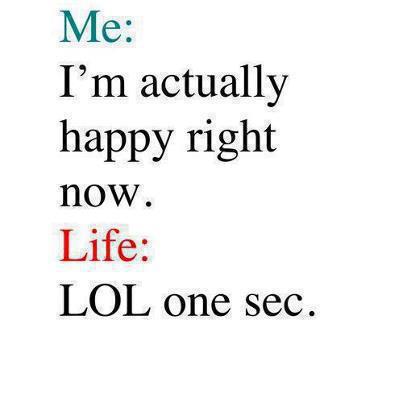 Me:
I'm actually
happy right
now.
Life:
LOL one sec.